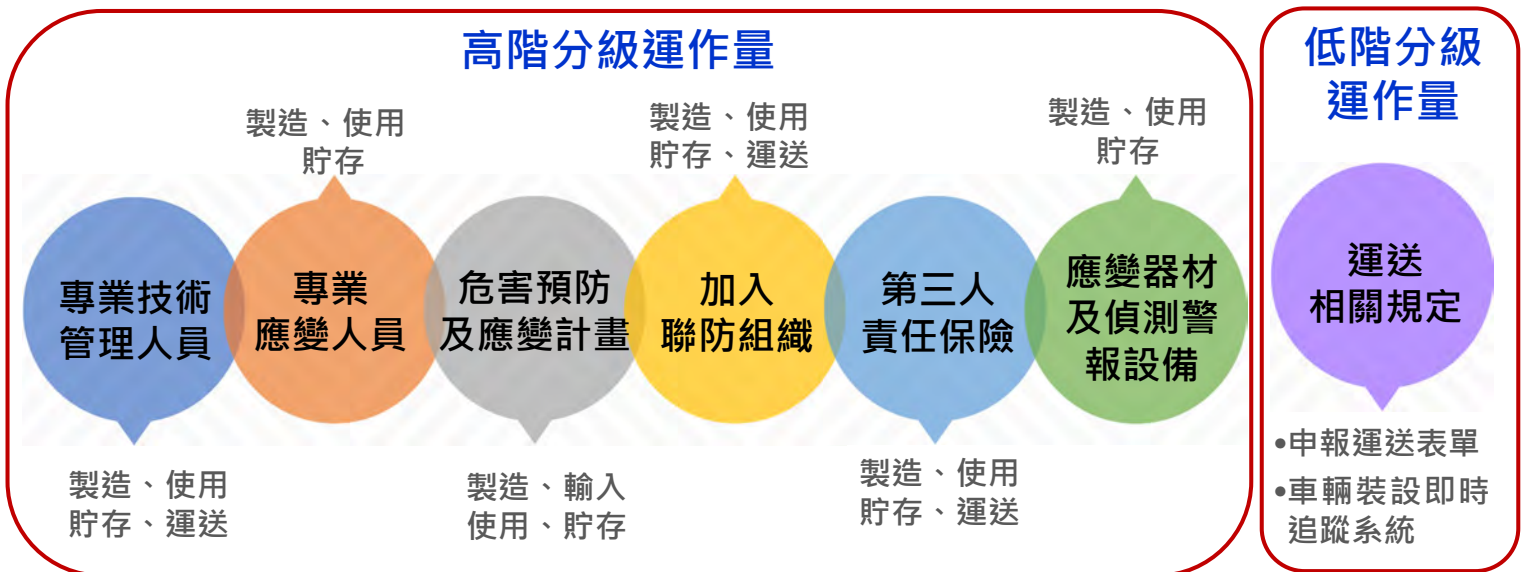 高階分級運作量
製造、使用
貯存
製造、使用
貯存、運送
製造、使用
貯存
專業技術
管理人員
專業
應變人員
危害預防
及應變計畫
加入
聯防組織
第三人
責任保險
應變器材
及偵測警
報設備
製造、使用
貯存、運送
製造、輸入
使用、貯存
製造、使用
貯存、運送
低階分級
運作量
運送
相關規定
•申報運送表單
•車輛裝設即時
追蹤系統